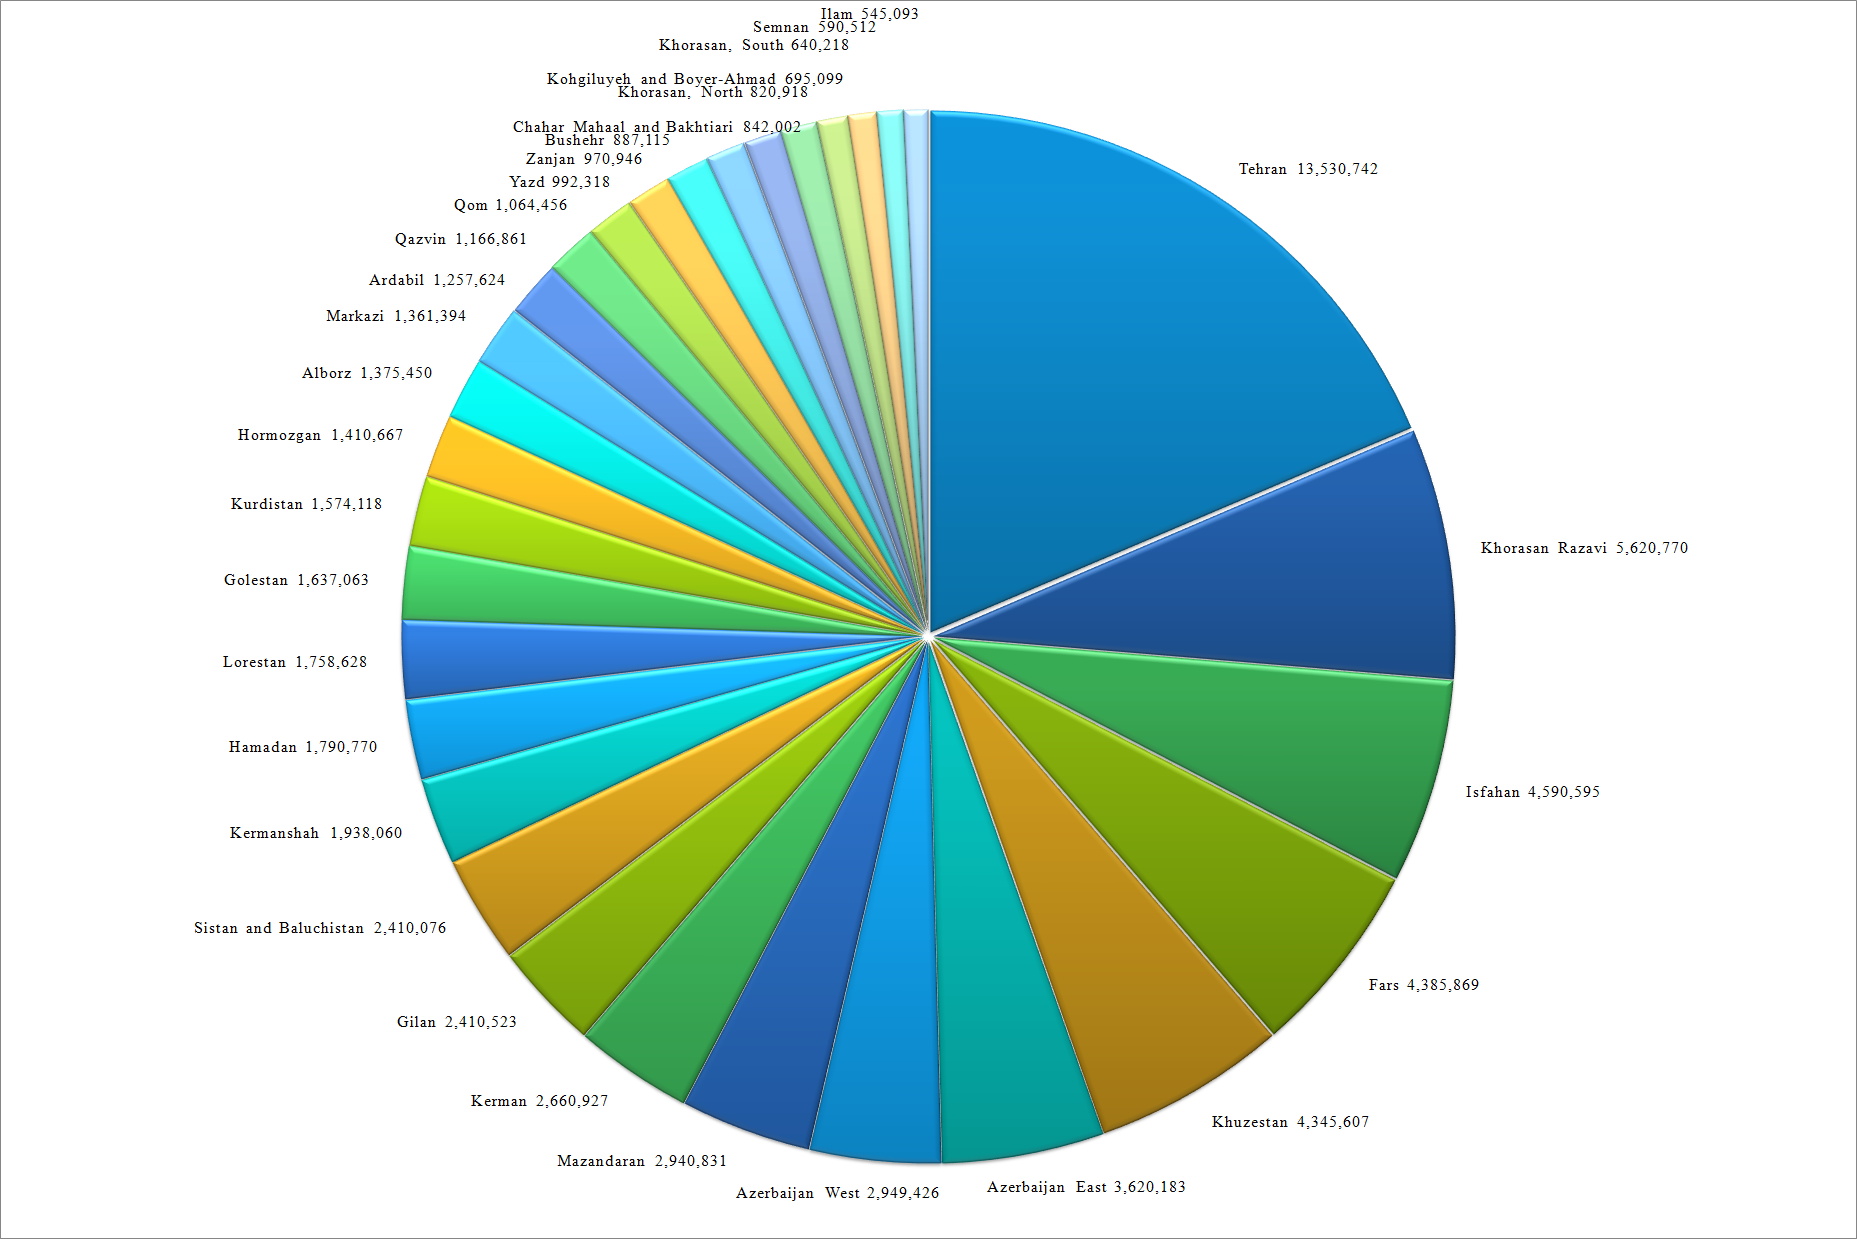 Ilam 545,093
Semnan 590,512
Khorasan, South 640,218
Kohgiluyeh and Boyer-Ahmad 695,099
Khorasan, North 820,918
Chahar Mahaal and Bakhtiari 842,002
Bushehr 887,115
Zanjan 970,946
Yazd 992,318
Qom 1,064,456
Qazvin 1,166,861
Ardabil 1,257,624
Markazi 1,361,394
Alborz 1,375,450
Hormozgan 1,410,667
Kurdistan 1,574,118
Golestan 1,637,063
Lorestan 1,758,628
Hamadan 1,790,770
Kermanshah 1,938,060
Sistan and Baluchistan 2,410,076
Gilan 2,410,523
Kerman 2,660,927
Mazandaran 2,940,831
Azerbaijan West 2,949,426
Azerbaijan East 3,620,183
Khuzestan 4,345,607
Fars 4,385,869
Isfahan 4,590,595
Khorasan Razavi 5,620,770
Tehran 13,530,742